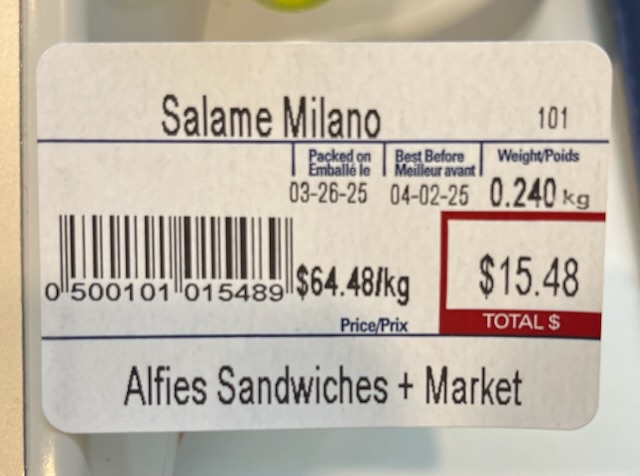 Salame Milano 101
Packed on Best Before Weight/Poids
Emballé le Meilleur avant
03-26-25 04-02-25 0.240 kg
0 500101 015489 $64.48/kg $15.48
Price/Prix TOTAL $
Alfies Sandwiches + Market